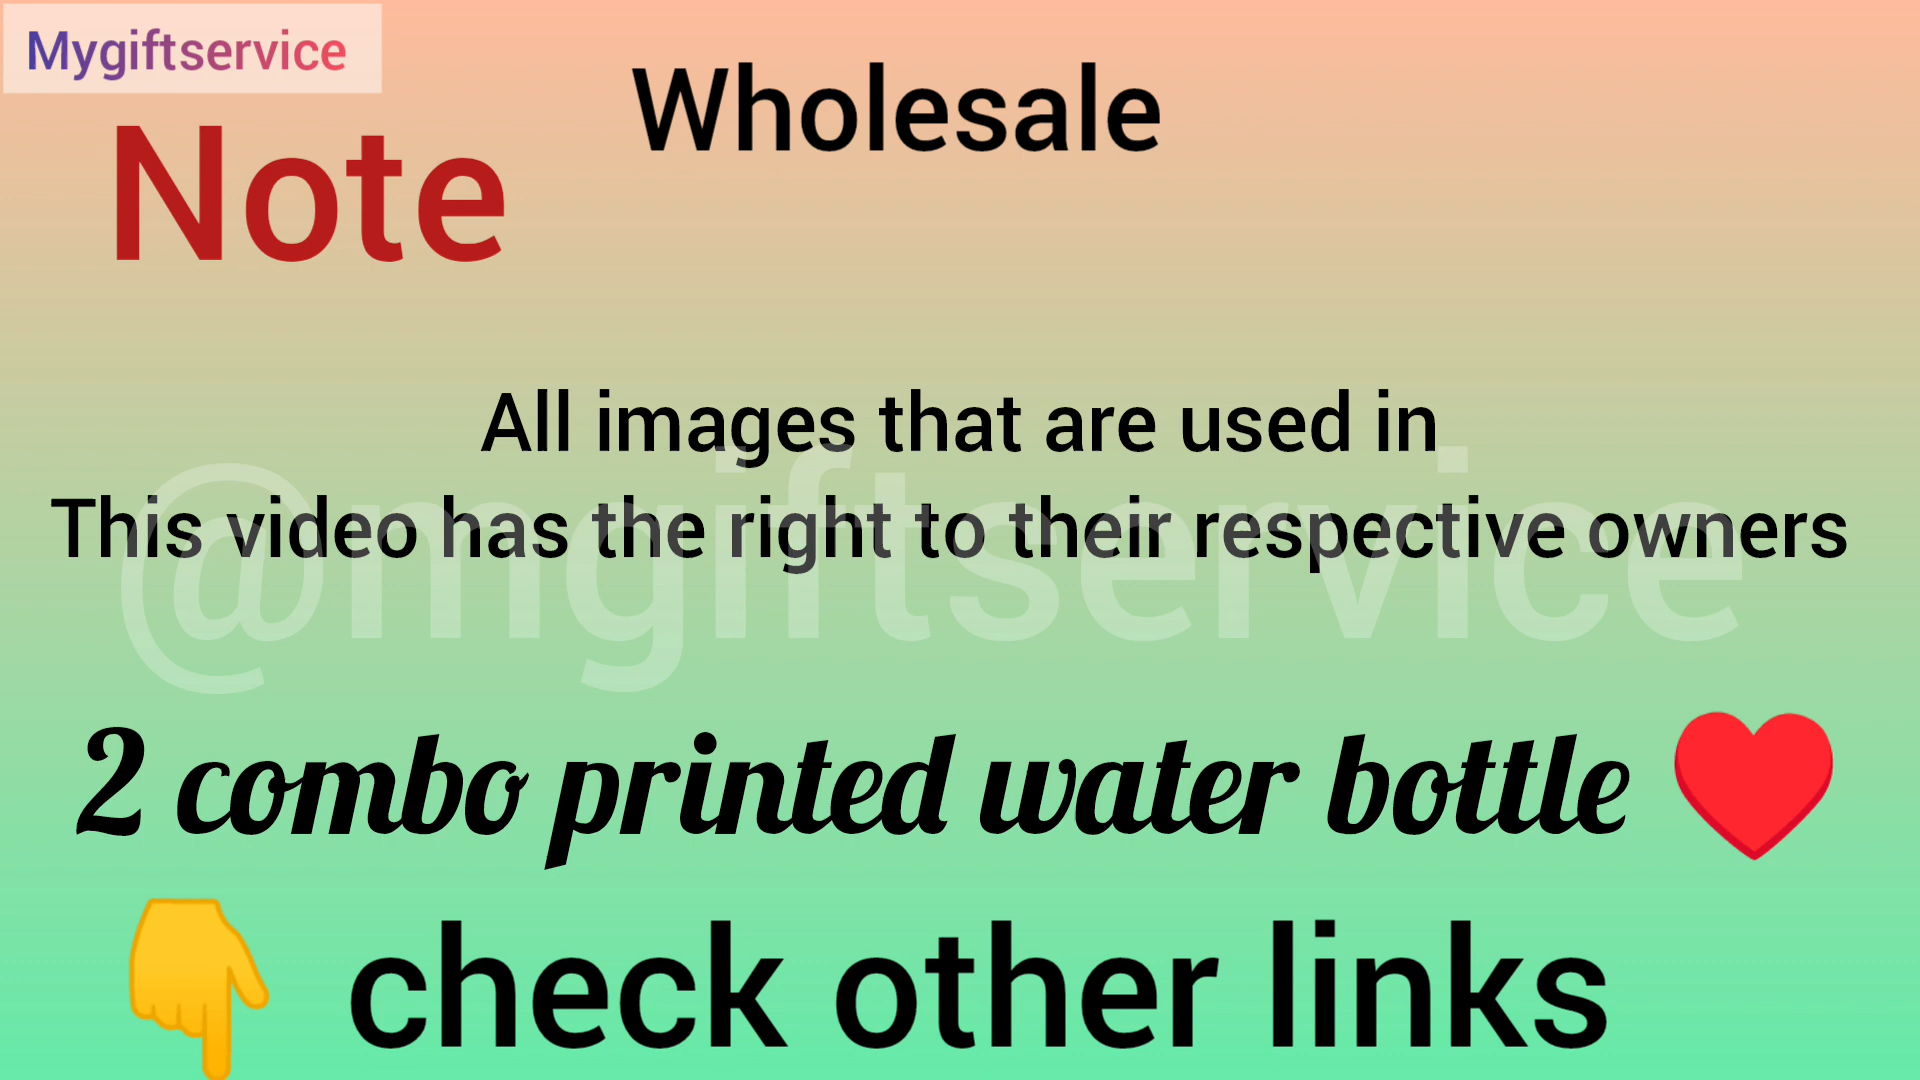 Mygiftservice
Wholesale
Note
All images that are used in
This video has the right to their respective owners
@mgiftservice
2 combo printed water bottle
check other links